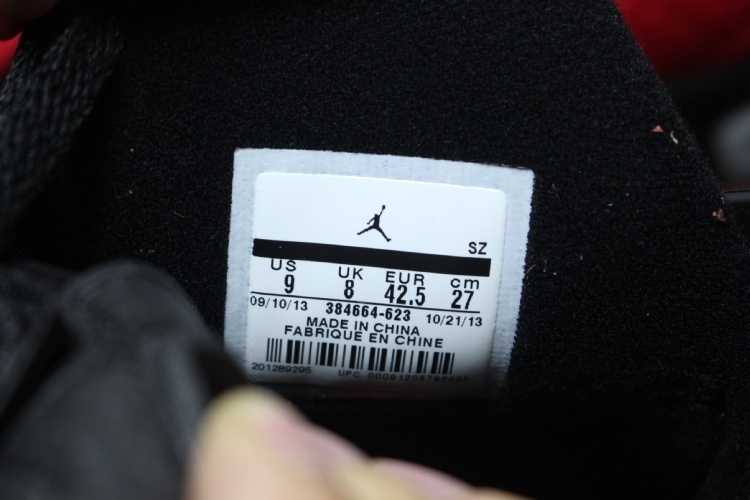 SZ
US UK EUR cm
9 8 42.5 27
09/10/13 384664-623 10/21/13
MADE IN CHINA
FABRIQUE EN CHINE
201289295 UPC